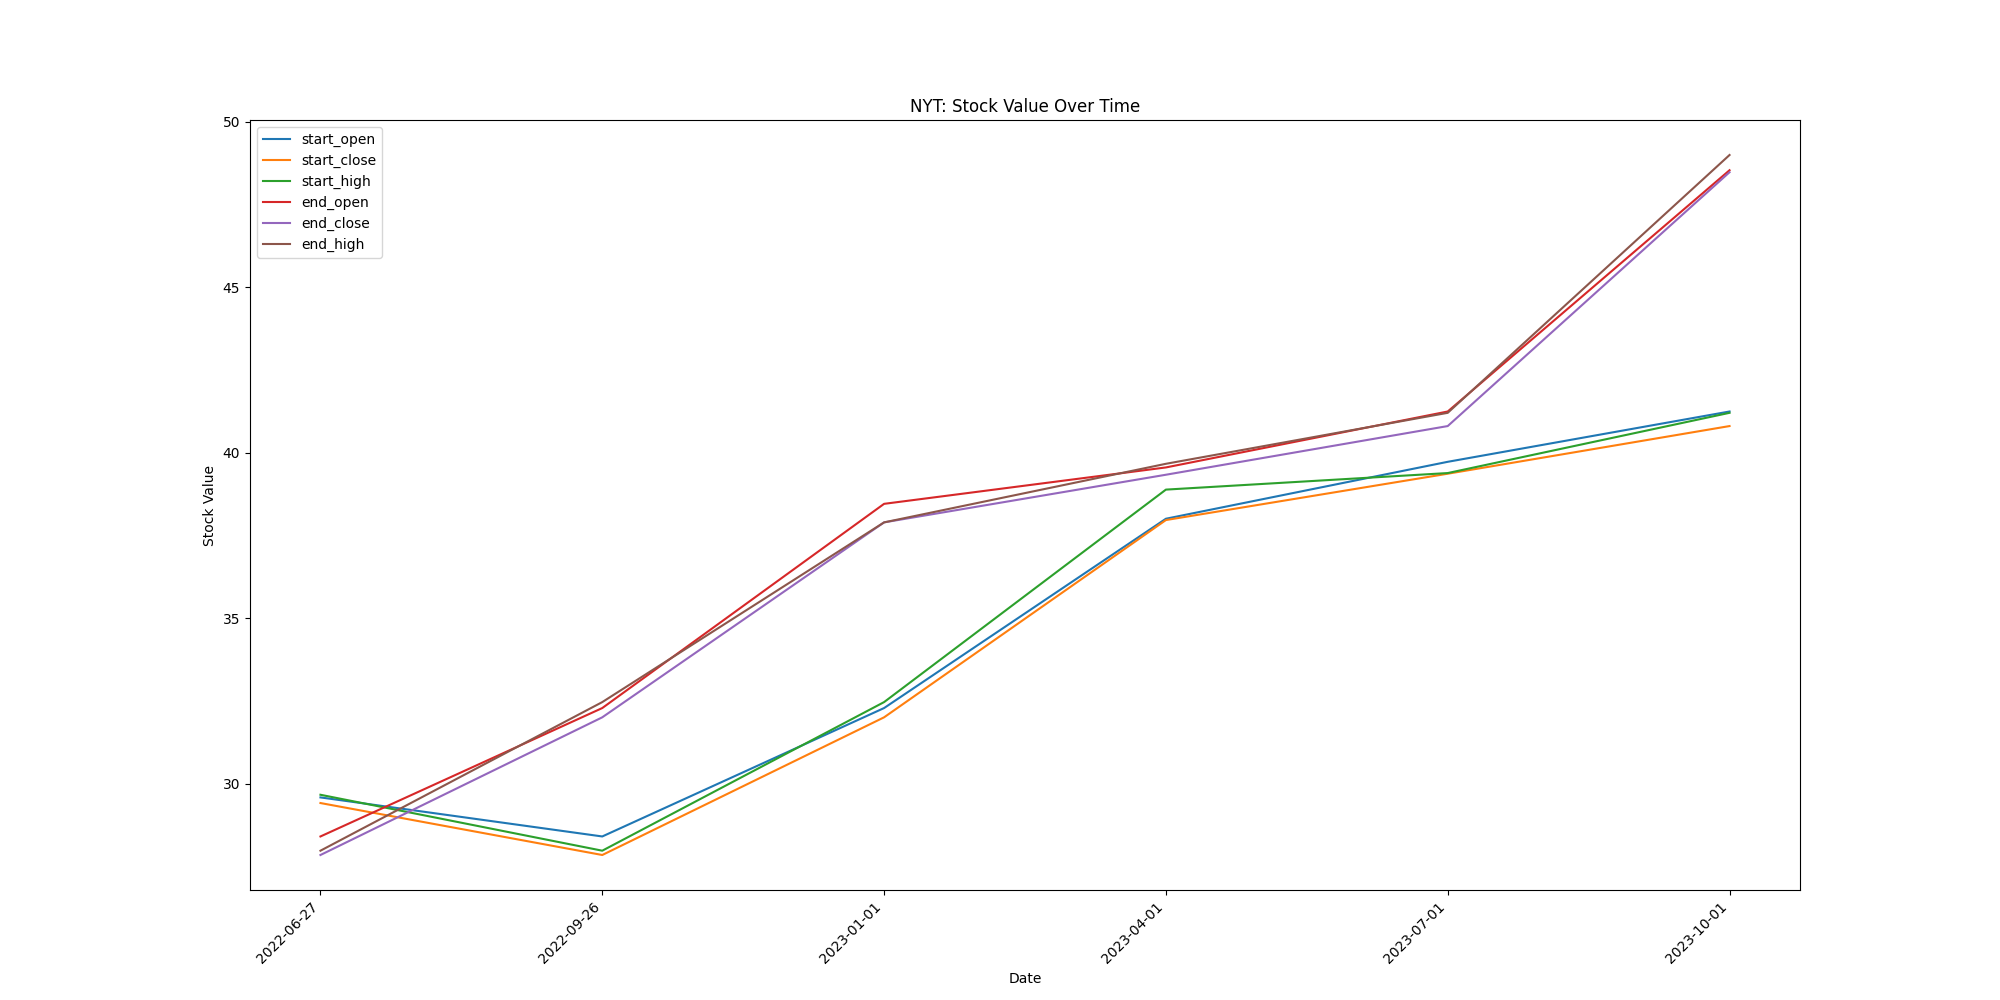 NYT: Stock Value Over Time
start_open
start_close
start_high
end_open
end_close
end_high
50
45
40
35
30
Stock Value
2022-06-27
2022-09-26
2023-01-01
2023-04-01
2023-07-01
2023-10-01
Date